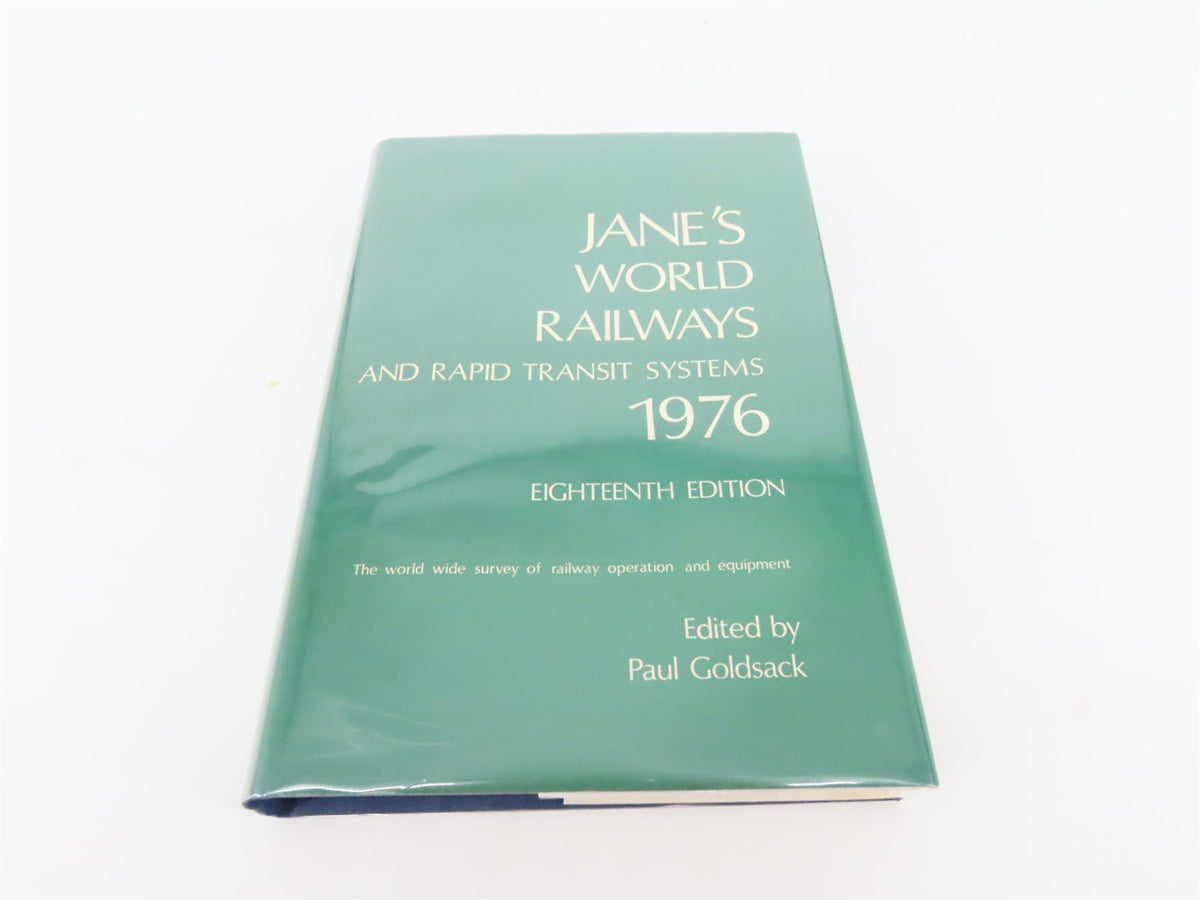 JANE'S
WORLD
RAILWAYS
AND RAPID TRANSIT SYSTEMS
1976
EIGHTEENTH EDITION
The world wide survey of railway operation and equipment
Edited by
Paul Goldsack